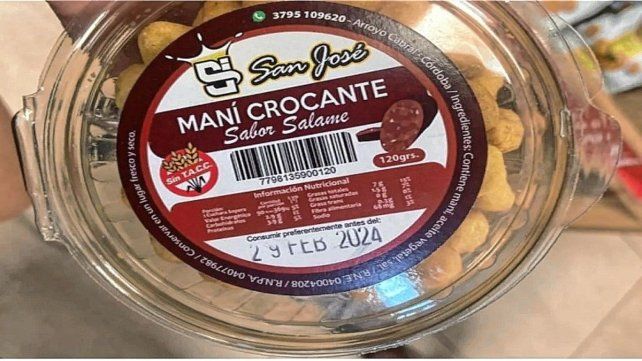 3795 109620 - Arroyo Cabral - Córdoba / Ingredientes: Contiene maní, aceite vegetal, sal / R.N.E. 04004208 / R.N.P.A. 04077982 / Conservar en un lugar fresco y seco.
SJ
San José
MANÍ CROCANTE
Sabor Salame
120grs.
Sin T.A.C.C.
7798135900120
Información Nutricional
Porción
Valor Energético
Carbohidratos
Proteínas
Grasas totales
Grasas saturadas
Grasas trans
Fibra alimentaria
Sodio
Consumir preferentemente antes del:
29 FEB 2024